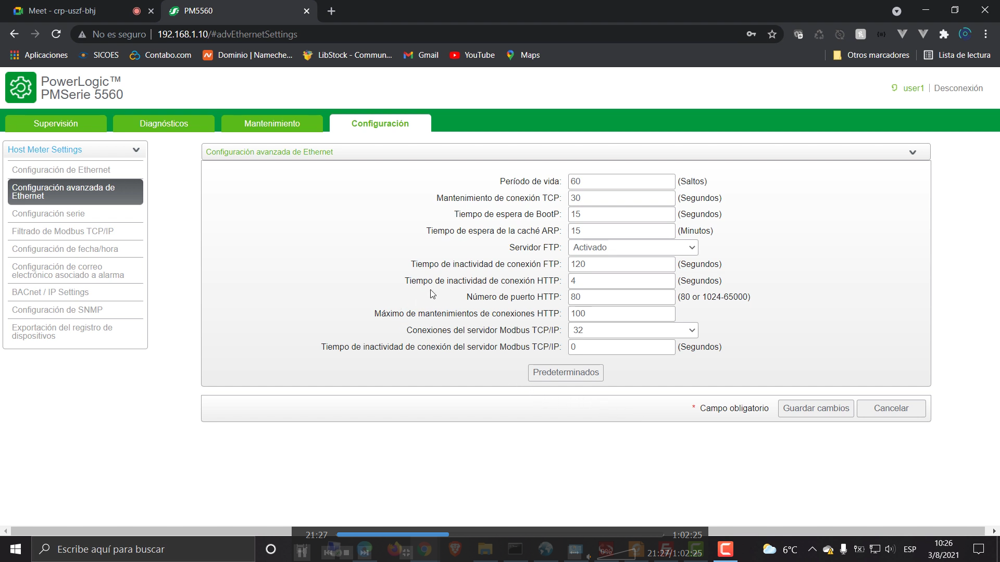 Meet - crp-uszf-bhj
PM5560
No es seguro
192.168.1.10/#advEthernetSettings
Aplicaciones
SICOES
Contabo.com
Dominio | Nameche...
LibStock - Commun...
Gmail
YouTube
Maps
Otros marcadores
Lista de lectura
PowerLogic™
PMSerie 5560
user1
Desconexión
Supervisión
Diagnósticos
Mantenimiento
Configuración
Host Meter Settings
Configuración de Ethernet
Configuración avanzada de
Ethernet
Configuración serie
Filtrado de Modbus TCP/IP
Configuración de fecha/hora
Configuración de correo
electrónico asociado a alarma
BACnet / IP Settings
Configuración de SNMP
Exportación del registro de
dispositivos
Configuración avanzada de Ethernet
Período de vida: 60 (Saltos)
Mantenimiento de conexión TCP: 30 (Segundos)
Tiempo de espera de BootP: 15 (Segundos)
Tiempo de espera de la caché ARP: 15 (Minutos)
Servidor FTP: Activado
Tiempo de inactividad de conexión FTP: 120 (Segundos)
Tiempo de inactividad de conexión HTTP: 4 (Segundos)
Número de puerto HTTP: 80 (80 or 1024-65000)
Máximo de mantenimientos de conexiones HTTP: 100
Conexiones del servidor Modbus TCP/IP: 32
Tiempo de inactividad de conexión del servidor Modbus TCP/IP: 0 (Segundos)
Predeterminados
* Campo obligatorio
Guardar cambios
Cancelar
21:27
1:02:25
Escribe aquí para buscar
0%
21:27/1:02:25
6°C
ESP
10:26
3/8/2021